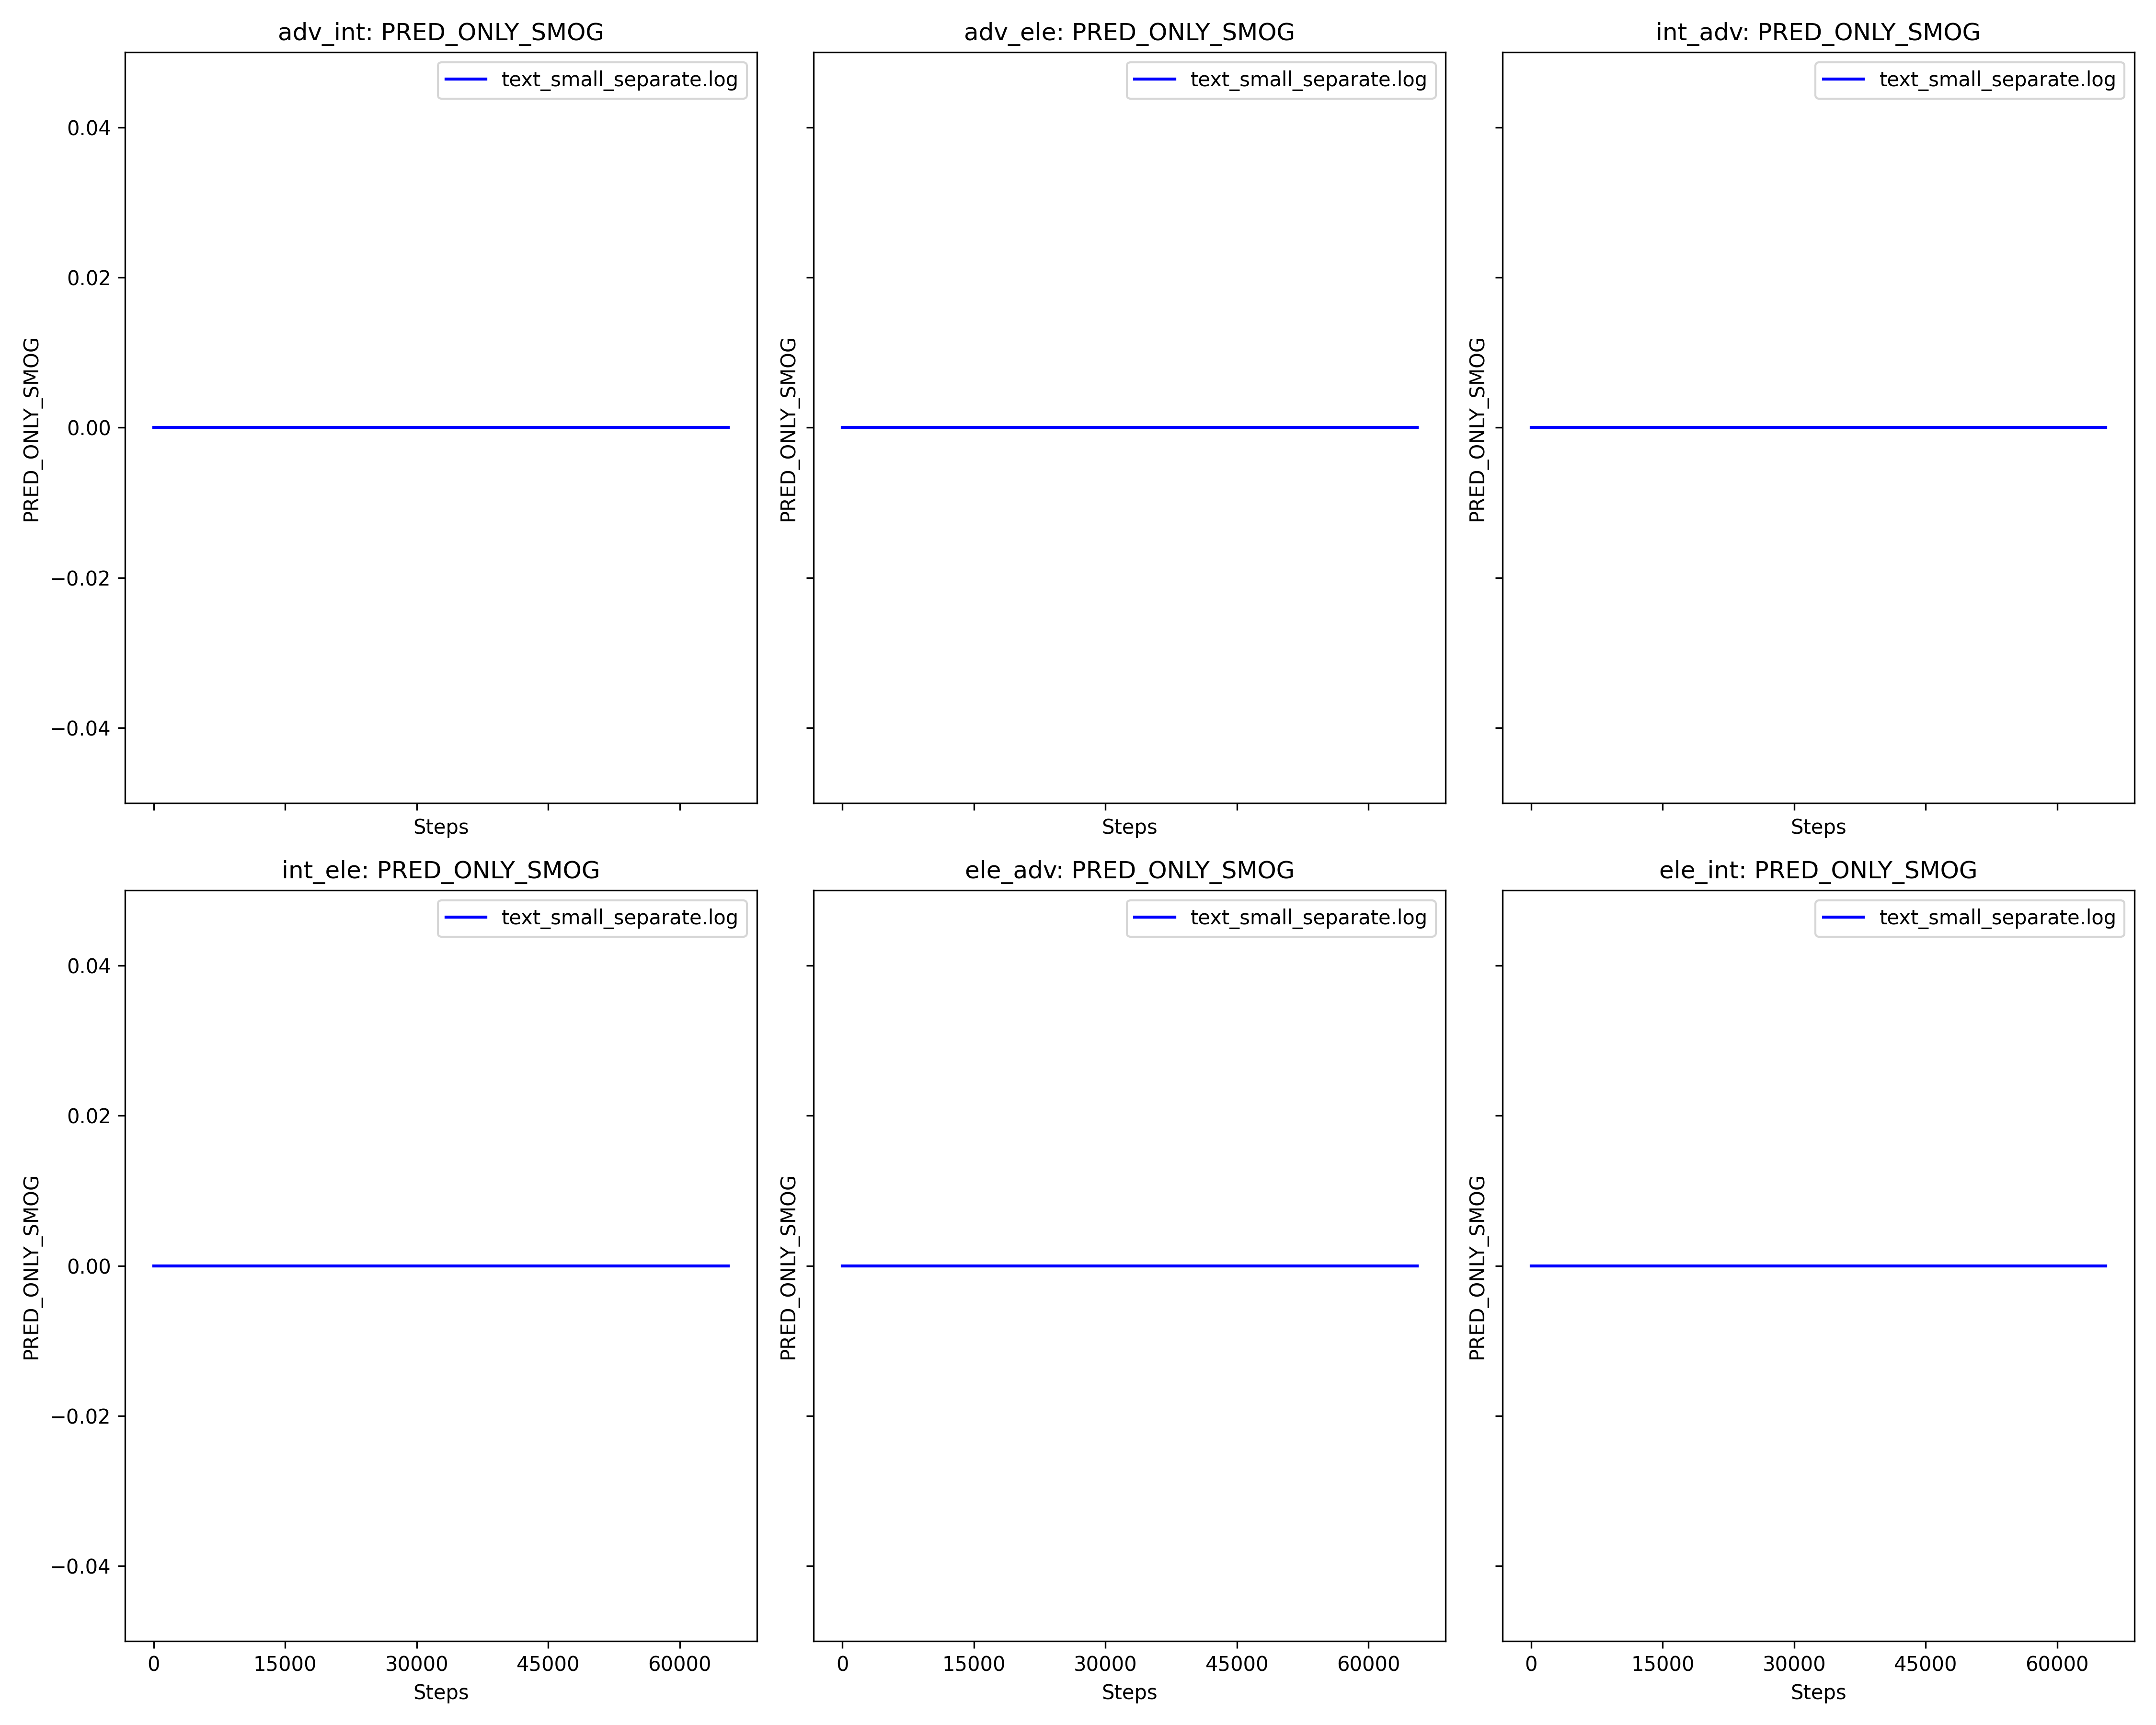 adv_int: PRED_ONLY_SMOG
text_small_separate.log
0.04
0.02
0.00
−0.02
−0.04
PRED_ONLY_SMOG
Steps
adv_ele: PRED_ONLY_SMOG
text_small_separate.log
PRED_ONLY_SMOG
Steps
int_adv: PRED_ONLY_SMOG
text_small_separate.log
PRED_ONLY_SMOG
Steps
int_ele: PRED_ONLY_SMOG
text_small_separate.log
0.04
0.02
0.00
−0.02
−0.04
PRED_ONLY_SMOG
0 15000 30000 45000 60000
Steps
ele_adv: PRED_ONLY_SMOG
text_small_separate.log
PRED_ONLY_SMOG
0 15000 30000 45000 60000
Steps
ele_int: PRED_ONLY_SMOG
text_small_separate.log
PRED_ONLY_SMOG
0 15000 30000 45000 60000
Steps